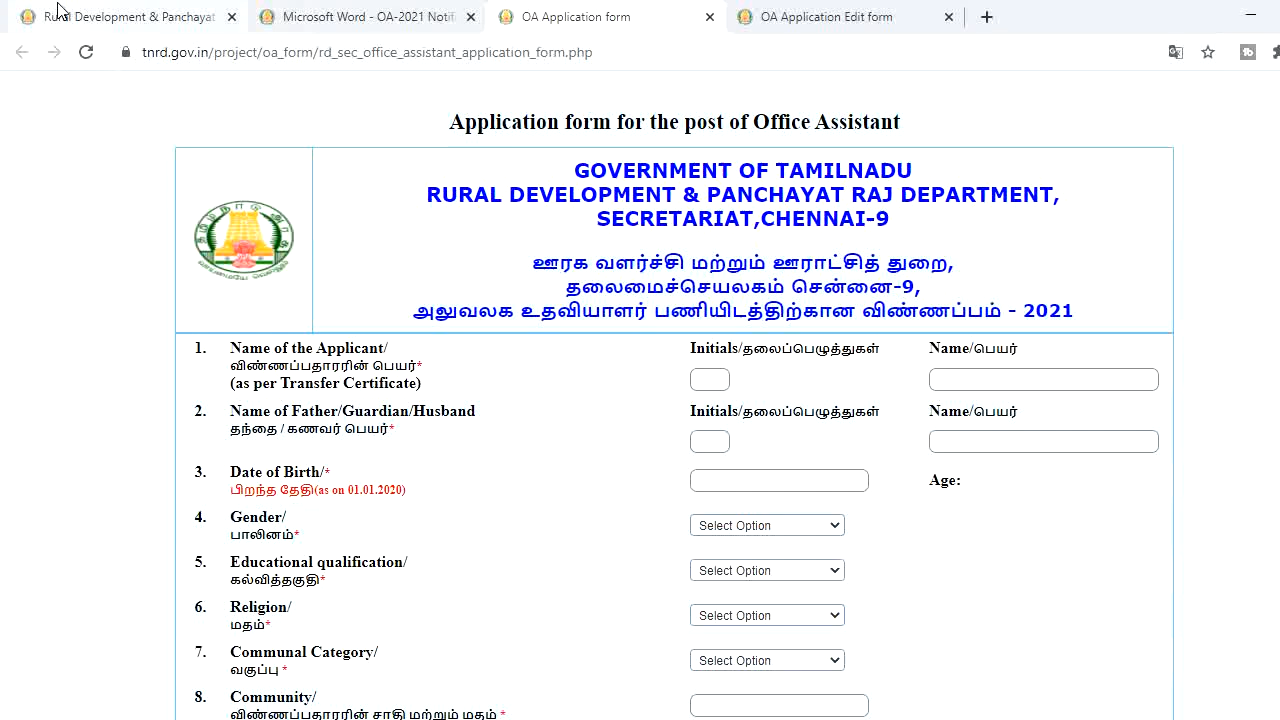 Rural Development & Panchayat
Microsoft Word - OA-2021 Notifi
OA Application form
OA Application Edit form
tnrd.gov.in/project/oa_form/rd_sec_office_assistant_application_form.php
Application form for the post of Office Assistant
GOVERNMENT OF TAMILNADU
RURAL DEVELOPMENT & PANCHAYAT RAJ DEPARTMENT,
SECRETARIAT,CHENNAI-9
ஊரக வளர்ச்சி மற்றும் ஊராட்சித் துறை,
தலைமைச்செயலகம் சென்னை-9,
அலுவலக உதவியாளர் பணியிடத்திற்கான விண்ணப்பம் - 2021
1. Name of the Applicant/ Initials/தலைப்பெழுத்துகள் Name/பெயர்
விண்ணப்பதாரரின் பெயர்*
(as per Transfer Certificate)
2. Name of Father/Guardian/Husband Initials/தலைப்பெழுத்துகள் Name/பெயர்
தந்தை / கணவர் பெயர்*
3. Date of Birth/* Age:
பிறந்த தேதி(as on 01.01.2020)
4. Gender/ Select Option
பாலினம்*
5. Educational qualification/ Select Option
கல்வித்தகுதி*
6. Religion/ Select Option
மதம்*
7. Communal Category/ Select Option
வகுப்பு *
8. Community/
விண்ணப்பதாரரின் சாதி மற்றும் மதம் *